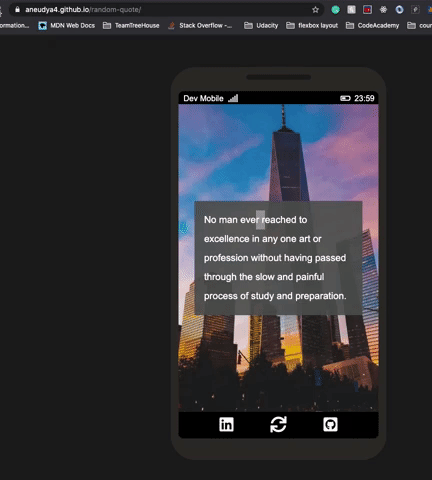 aneudya4.github.io/random-quote/
ormation...
MDN Web Docs
TeamTreeHouse
Stack Overflow -...
Udacity
flexbox layout
CodeAcademy
cour
Dev Mobile
23:59
No man ever reached to
excellence in any one art or
profession without having passed
through the slow and painful
process of study and preparation.
in